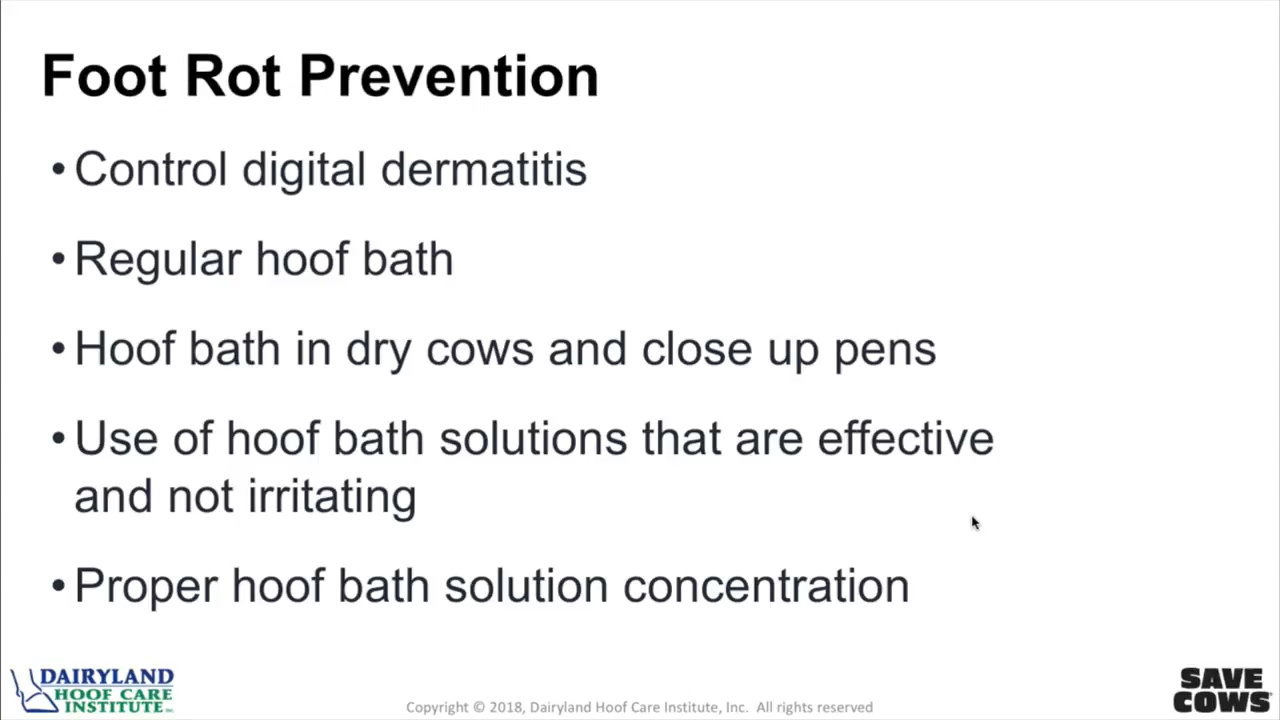 Foot Rot Prevention
• Control digital dermatitis
• Regular hoof bath
• Hoof bath in dry cows and close up pens
• Use of hoof bath solutions that are effective
and not irritating
• Proper hoof bath solution concentration
DAIRYLAND
HOOF CARE
INSTITUTE
Copyright © 2018, Dairyland Hoof Care Institute, Inc. All rights reserved
SAVE
COWS